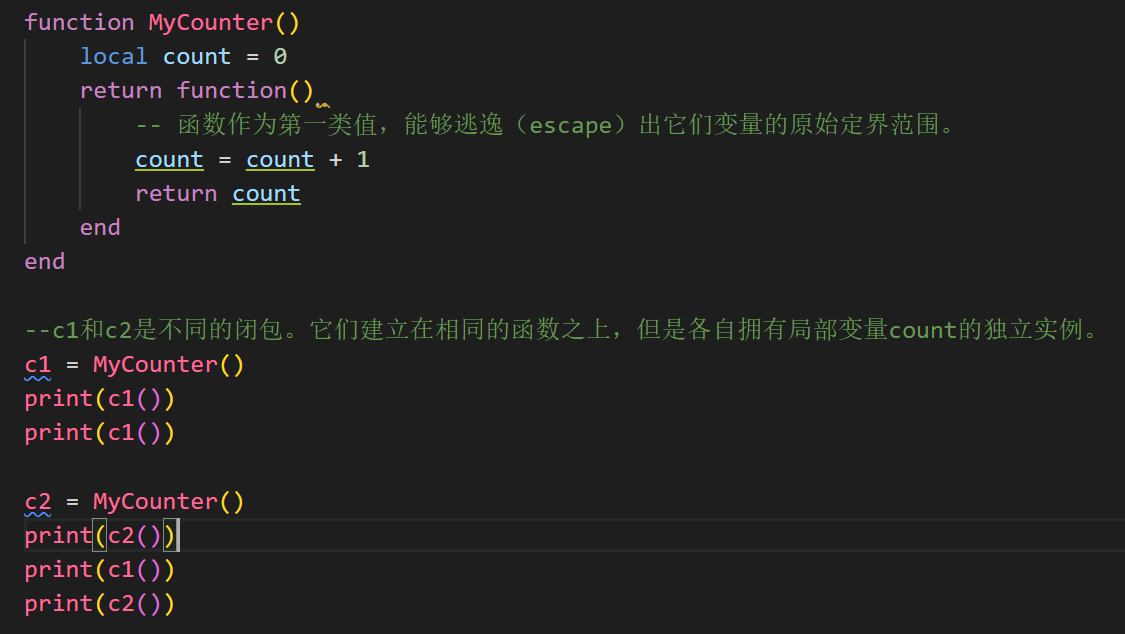 function MyCounter()
    local count = 0
    return function()
        -- 函数作为第一类值，能够逃逸（escape）出它们变量的原始定界范围。
        count = count + 1
        return count
    end
end

--c1和c2是不同的闭包。它们建立在相同的函数之上，但是各自拥有局部变量count的独立实例。
c1 = MyCounter()
print(c1())
print(c1())

c2 = MyCounter()
print(c2())
print(c1())
print(c2())